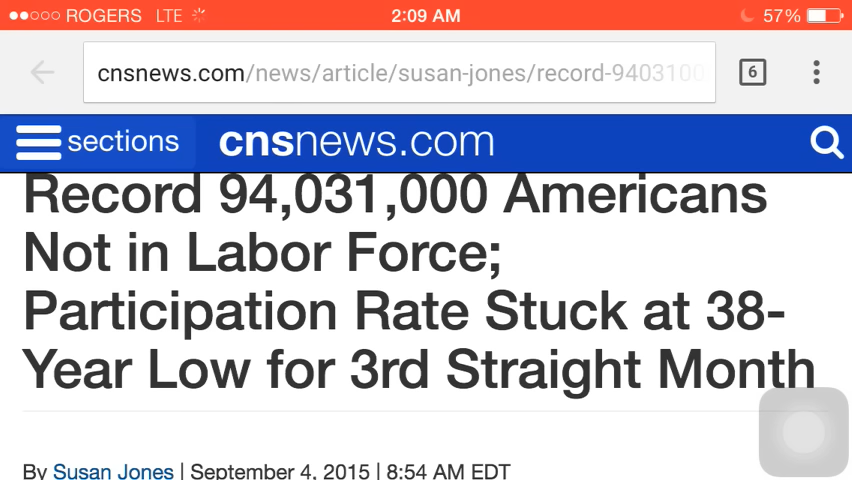 ROGERS LTE 2:09 AM 57%
cnsnews.com/news/article/susan-jones/record-9403100
6
sections cnsnews.com
Record 94,031,000 Americans
Not in Labor Force;
Participation Rate Stuck at 38-
Year Low for 3rd Straight Month
By Susan Jones | September 4, 2015 | 8:54 AM EDT